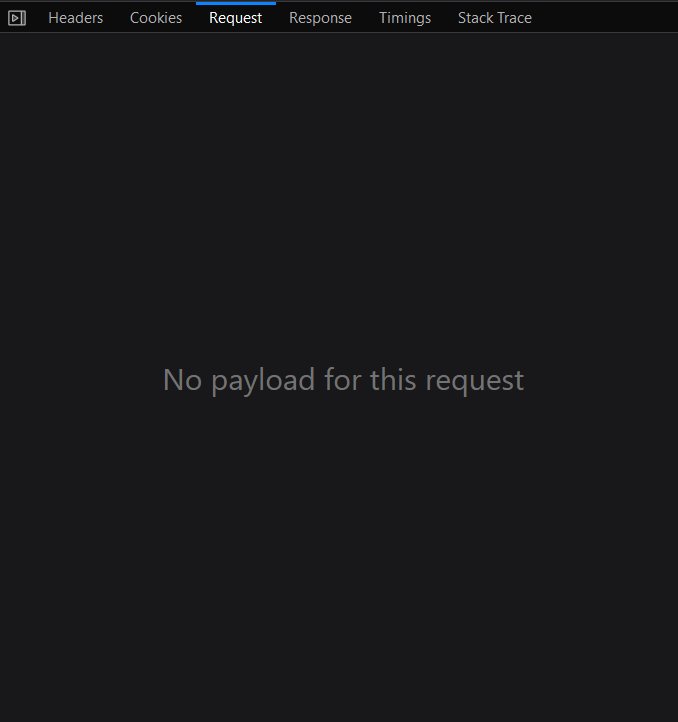 Headers Cookies Request Response Timings Stack Trace
No payload for this request